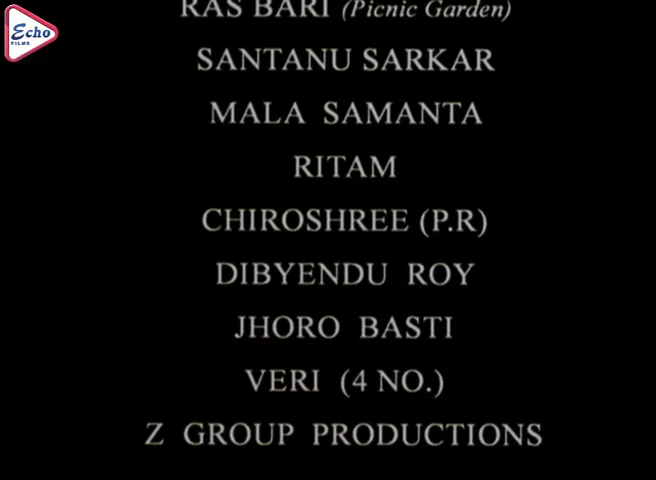 Echo
FILMS
RAS BARI (Picnic Garden)
SANTANU SARKAR
MALA SAMANTA
RITAM
CHIROSHREE (P.R)
DIBYENDU ROY
JHORO BASTI
VERI (4 NO.)
Z GROUP PRODUCTIONS